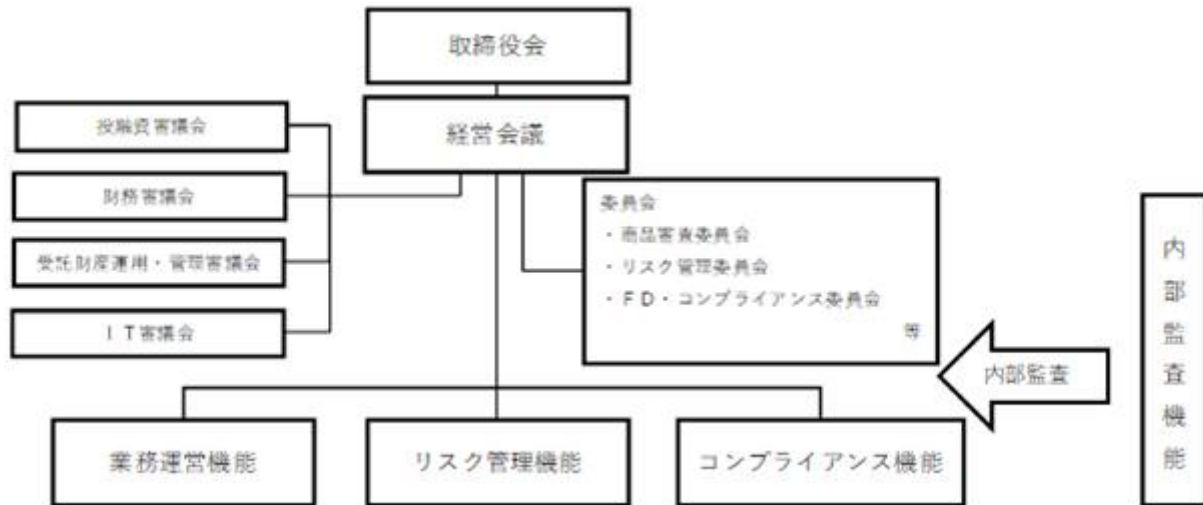 取締役会
経営会議
投融資審議会
財務審議会
受託財産運用・管理審議会
ＩＴ審議会
委員会
・商品審査委員会
・リスク管理委員会
・ＦＤ・コンプライアンス委員会
等
内部監査
内部監査機能
業務運営機能
リスク管理機能
コンプライアンス機能